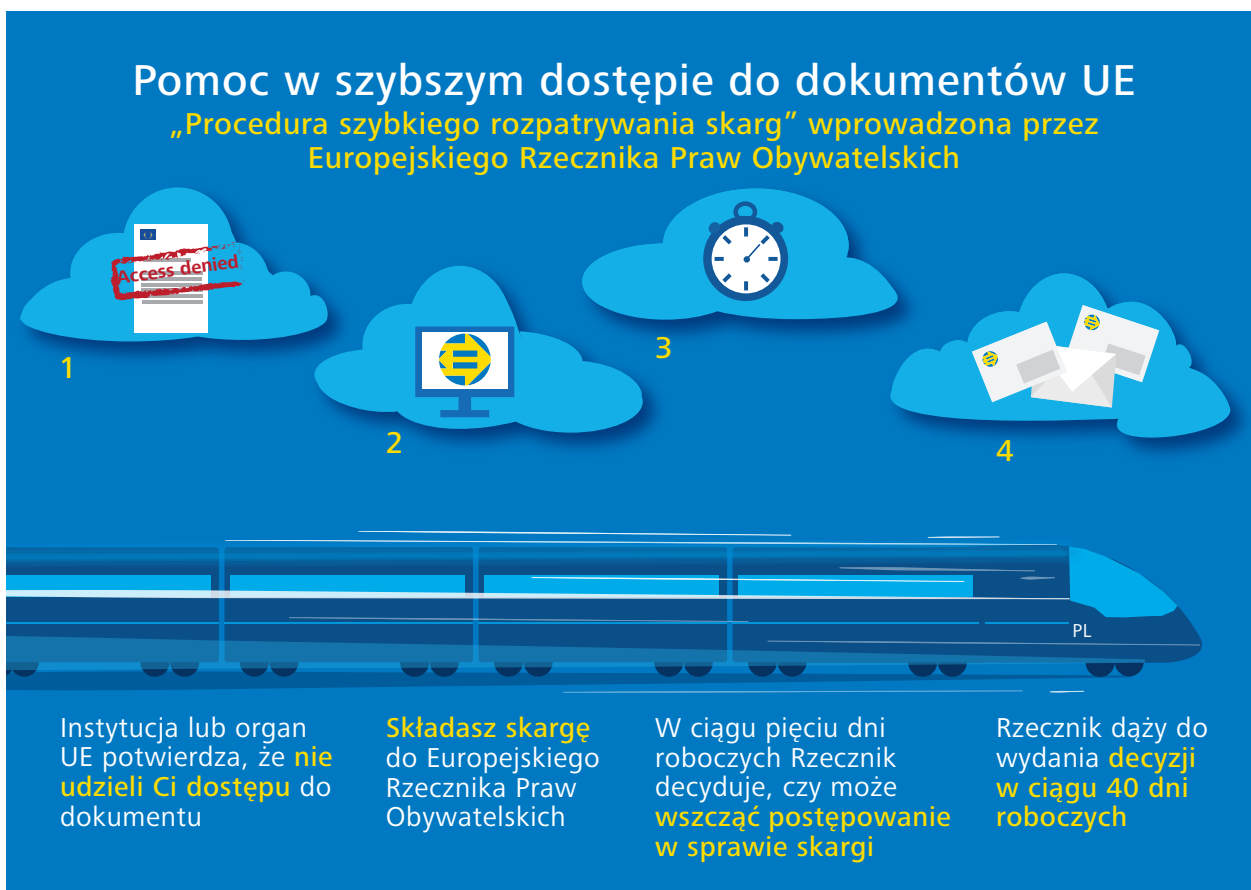 Pomoc w szybszym dostępie do dokumentów UE
„Procedura szybkiego rozpatrywania skarg” wprowadzona przez
Europejskiego Rzecznika Praw Obywatelskich
Access denied
1
2
3
4
PL
Instytucja lub organ
UE potwierdza, że nie
udzieli Ci dostępu do
dokumentu
Składasz skargę
do Europejskiego
Rzecznika Praw
Obywatelskich
W ciągu pięciu dni
roboczych Rzecznik
decyduje, czy może
wszcząć postępowanie
w sprawie skargi
Rzecznik dąży do
wydania decyzji
w ciągu 40 dni
roboczych